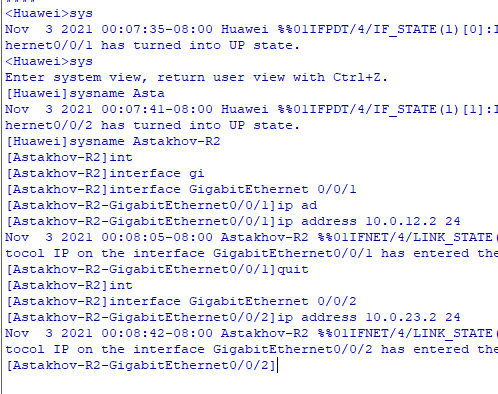 <Huawei>sys
Nov  3 2021 00:07:35-08:00 Huawei %%01IFPDT/4/IF_STATE(l)[0]:I
hernet0/0/1 has turned into UP state.
<Huawei>sys
Enter system view, return user view with Ctrl+Z.
[Huawei]sysname Asta
Nov  3 2021 00:07:41-08:00 Huawei %%01IFPDT/4/IF_STATE(l)[1]:I
hernet0/0/2 has turned into UP state.
[Huawei]sysname Astakhov-R2
[Astakhov-R2]int
[Astakhov-R2]interface gi
[Astakhov-R2]interface GigabitEthernet 0/0/1
[Astakhov-R2-GigabitEthernet0/0/1]ip ad
[Astakhov-R2-GigabitEthernet0/0/1]ip address 10.0.12.2 24
Nov  3 2021 00:08:05-08:00 Astakhov-R2 %%01IFNET/4/LINK_STATE(
tocol IP on the interface GigabitEthernet0/0/1 has entered the
[Astakhov-R2-GigabitEthernet0/0/1]quit
[Astakhov-R2]int
[Astakhov-R2]interface GigabitEthernet 0/0/2
[Astakhov-R2-GigabitEthernet0/0/2]ip address 10.0.23.2 24
Nov  3 2021 00:08:42-08:00 Astakhov-R2 %%01IFNET/4/LINK_STATE(
tocol IP on the interface GigabitEthernet0/0/2 has entered the
[Astakhov-R2-GigabitEthernet0/0/2]